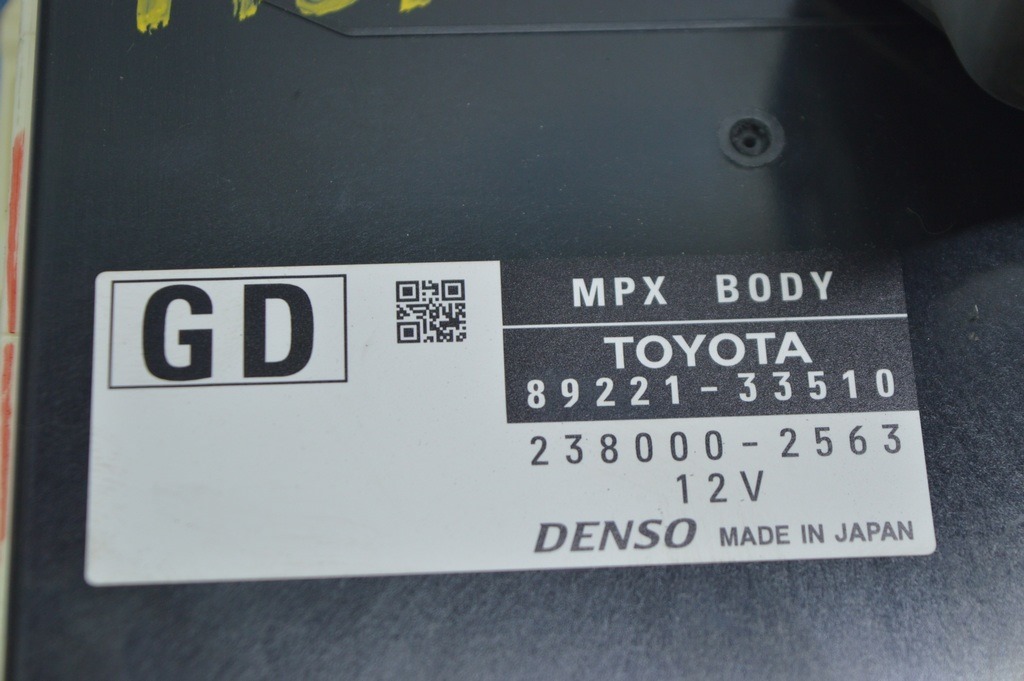 GD
MPX BODY
TOYOTA
89221-33510
238000-2563
12V
DENSO MADE IN JAPAN